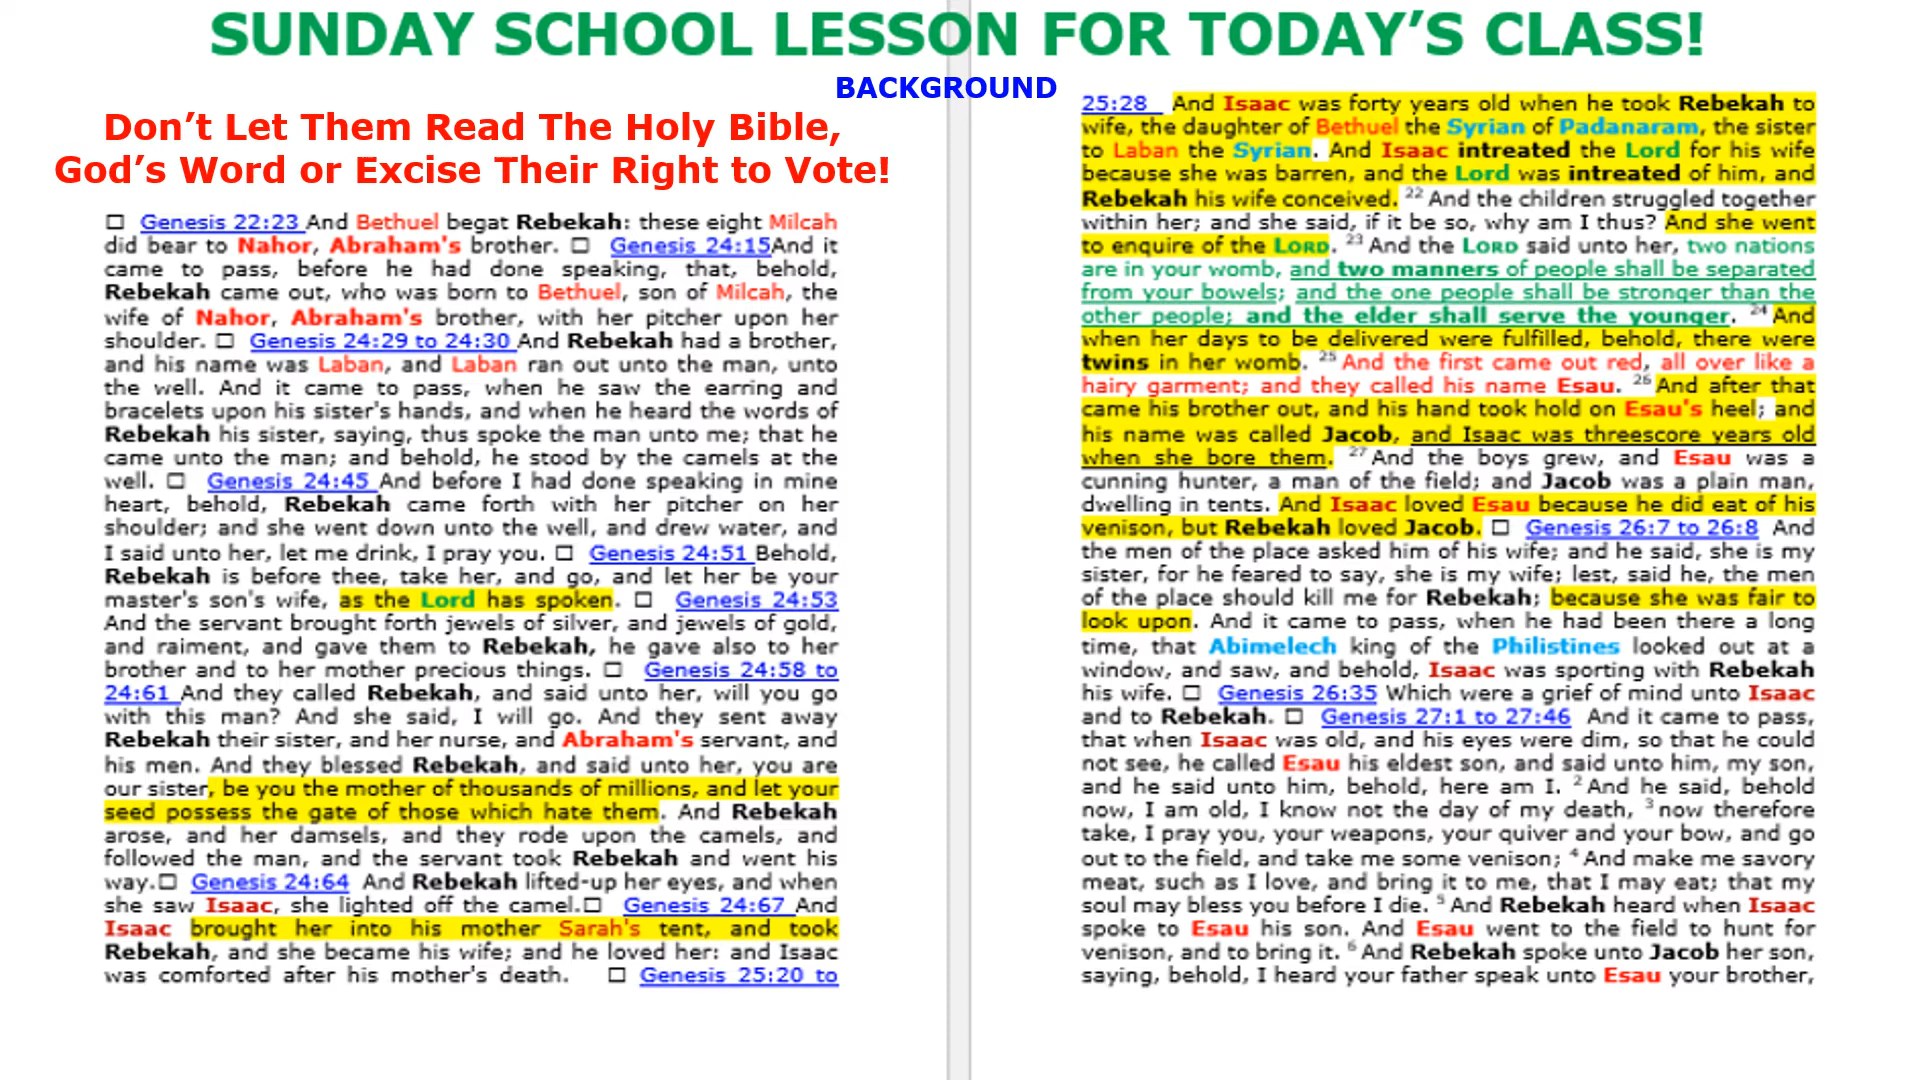 SUNDAY SCHOOL LESSON FOR TODAY’S CLASS!
BACKGROUND
Don’t Let Them Read The Holy Bible,
God’s Word or Excise Their Right to Vote!
☐ Genesis 22:23 And Bethuel begat Rebekah: these eight Milcah
did bear to Nahor, Abraham's brother. ☐ Genesis 24:15And it
came to pass, before he had done speaking, that, behold,
Rebekah came out, who was born to Bethuel, son of Milcah, the
wife of Nahor, Abraham's brother, with her pitcher upon her
shoulder. ☐ Genesis 24:29 to 24:30 And Rebekah had a brother,
and his name was Laban, and Laban ran out unto the man, unto
the well. And it came to pass, when he saw the earring and
bracelets upon his sister's hands, and when he heard the words of
Rebekah his sister, saying, thus spoke the man unto me; that he
came unto the man; and behold, he stood by the camels at the
well. ☐ Genesis 24:45 And before I had done speaking in mine
heart, behold, Rebekah came forth with her pitcher on her
shoulder; and she went down unto the well, and drew water, and
I said unto her, let me drink, I pray you. ☐ Genesis 24:51 Behold,
Rebekah is before thee, take her, and go, and let her be your
master's son's wife, as the Lord has spoken. ☐ Genesis 24:53
And the servant brought forth jewels of silver, and jewels of gold,
and raiment, and gave them to Rebekah, he gave also to her
brother and to her mother precious things. ☐ Genesis 24:58 to
24:61 And they called Rebekah, and said unto her, will you go
with this man? And she said, I will go. And they sent away
Rebekah their sister, and her nurse, and Abraham's servant, and
his men. And they blessed Rebekah, and said unto her, you are
our sister, be you the mother of thousands of millions, and let your
seed possess the gate of those which hate them. And Rebekah
arose, and her damsels, and they rode upon the camels, and
followed the man, and the servant took Rebekah and went his
way.☐ Genesis 24:64 And Rebekah lifted-up her eyes, and when
she saw Isaac, she lighted off the camel.☐ Genesis 24:67 And
Isaac brought her into his mother Sarah's tent, and took
Rebekah, and she became his wife; and he loved her: and Isaac
was comforted after his mother's death. ☐ Genesis 25:20 to
25:28 And Isaac was forty years old when he took Rebekah to
wife, the daughter of Bethuel the Syrian of Padanaram, the sister
to Laban the Syrian. And Isaac intreated the Lord for his wife
because she was barren, and the Lord was intreated of him, and
Rebekah his wife conceived. 22 And the children struggled together
within her; and she said, if it be so, why am I thus? And she went
to enquire of the LORD. 23 And the LORD said unto her, two nations
are in your womb, and two manners of people shall be separated
from your bowels; and the one people shall be stronger than the
other people; and the elder shall serve the younger. 24 And
when her days to be delivered were fulfilled, behold, there were
twins in her womb. 25 And the first came out red, all over like a
hairy garment; and they called his name Esau. 26 And after that
came his brother out, and his hand took hold on Esau's heel; and
his name was called Jacob, and Isaac was threescore years old
when she bore them. 27 And the boys grew, and Esau was a
cunning hunter, a man of the field; and Jacob was a plain man,
dwelling in tents. And Isaac loved Esau because he did eat of his
venison, but Rebekah loved Jacob. ☐ Genesis 26:7 to 26:8 And
the men of the place asked him of his wife; and he said, she is my
sister, for he feared to say, she is my wife; lest, said he, the men
of the place should kill me for Rebekah; because she was fair to
look upon. And it came to pass, when he had been there a long
time, that Abimelech king of the Philistines looked out at a
window, and saw, and behold, Isaac was sporting with Rebekah
his wife. ☐ Genesis 26:35 Which were a grief of mind unto Isaac
and to Rebekah. ☐ Genesis 27:1 to 27:46 And it came to pass,
that when Isaac was old, and his eyes were dim, so that he could
not see, he called Esau his eldest son, and said unto him, my son,
and he said unto him, behold, here am I. 2 And he said, behold
now, I am old, I know not the day of my death, 3 now therefore
take, I pray you, your weapons, your quiver and your bow, and go
out to the field, and take me some venison; 4 And make me savory
meat, such as I love, and bring it to me, that I may eat; that my
soul may bless you before I die. 5 And Rebekah heard when Isaac
spoke to Esau his son. And Esau went to the field to hunt for
venison, and to bring it. 6 And Rebekah spoke unto Jacob her son,
saying, behold, I heard your father speak unto Esau your brother,